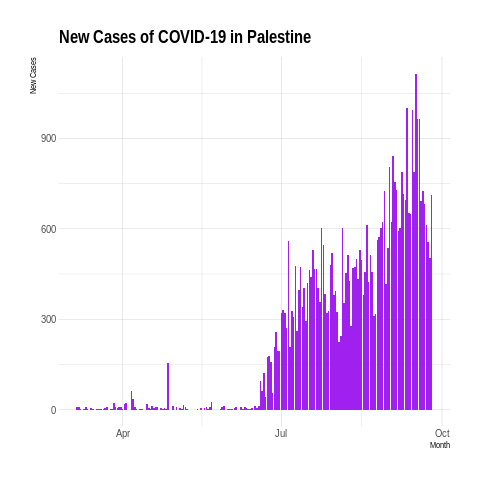 New Cases of COVID-19 in Palestine
New Cases
900
600
300
0
Apr
Jul
Oct
Month